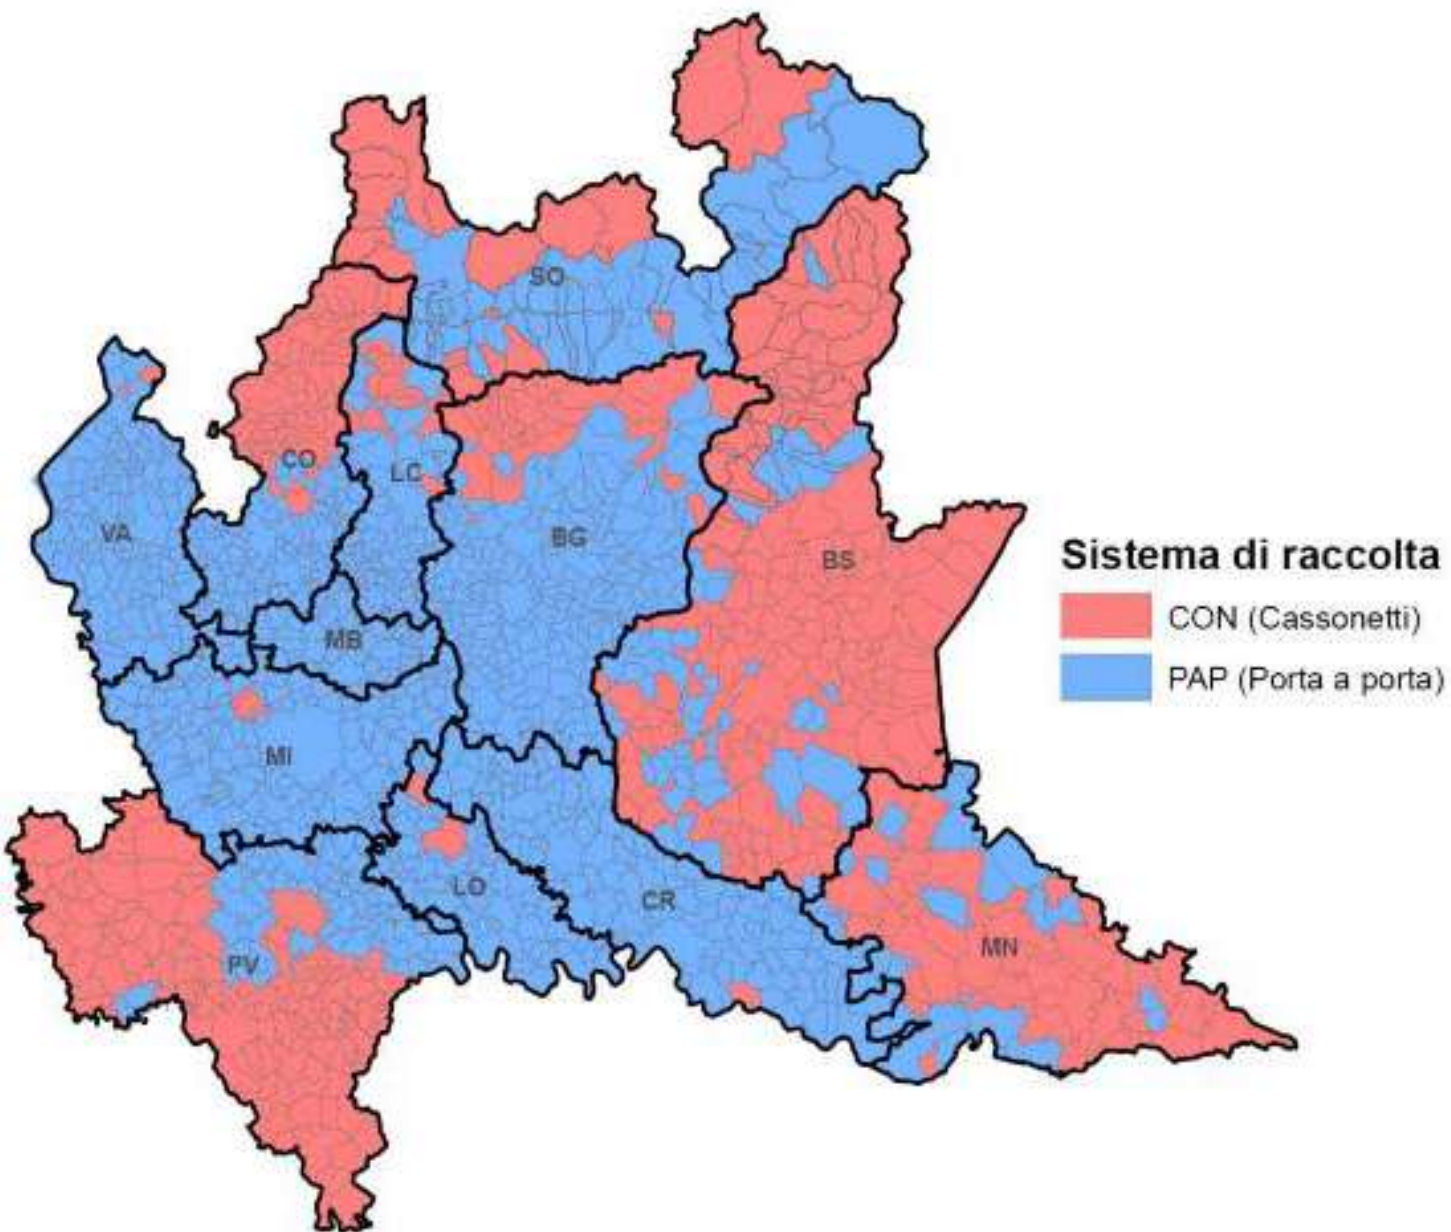 SO
CO
LC
VA
BG
BS
Sistema di raccolta
CON (Cassonetti)
MB
PAP (Porta a porta)
MI
LO
CR
MN
PV